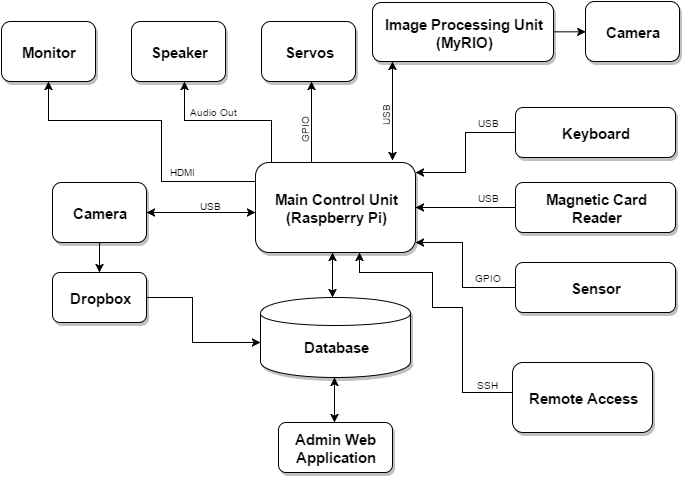 Image Processing Unit
(MyRIO)
Camera
Monitor
Speaker
Servos
Audio Out
GPIO
USB
USB
Keyboard
HDMI
Main Control Unit
(Raspberry Pi)
USB
Magnetic Card
Reader
Camera
USB
GPIO
Sensor
Dropbox
Database
SSH
Remote Access
Admin Web
Application